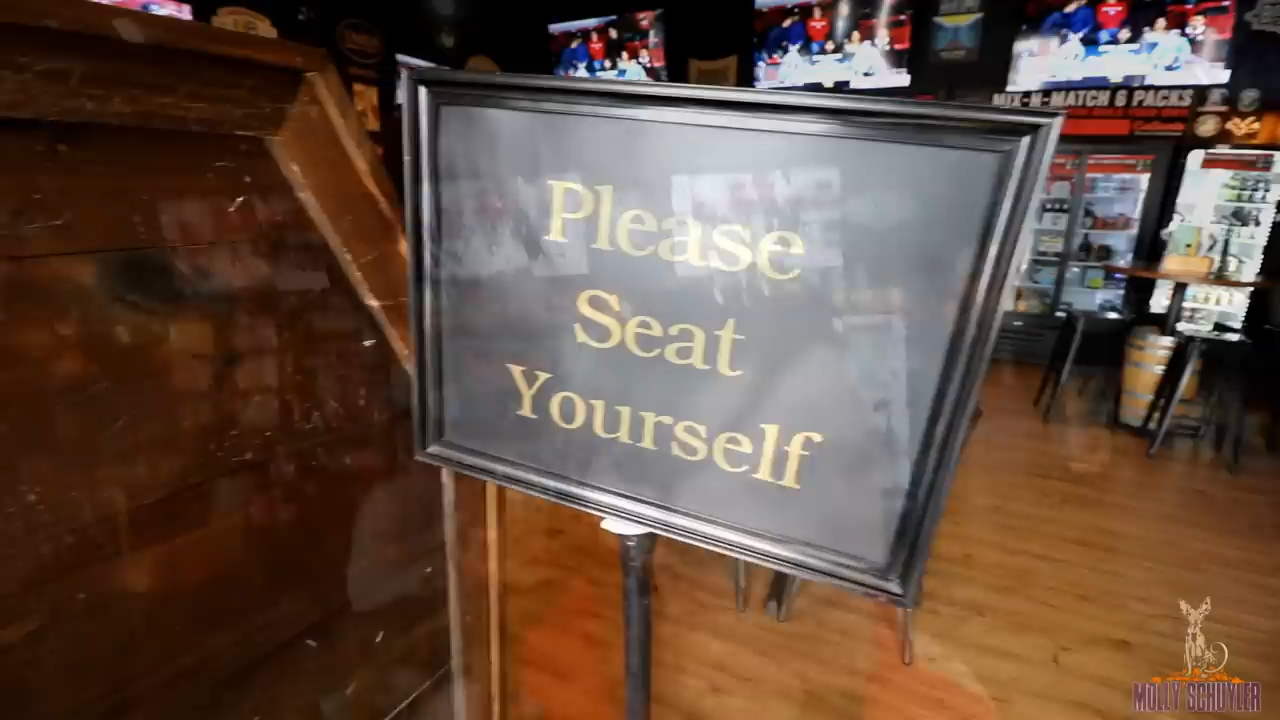 Please
Seat
Yourself
MIX-N-MATCH 6 PACKS
MOLLY SCHUYLER